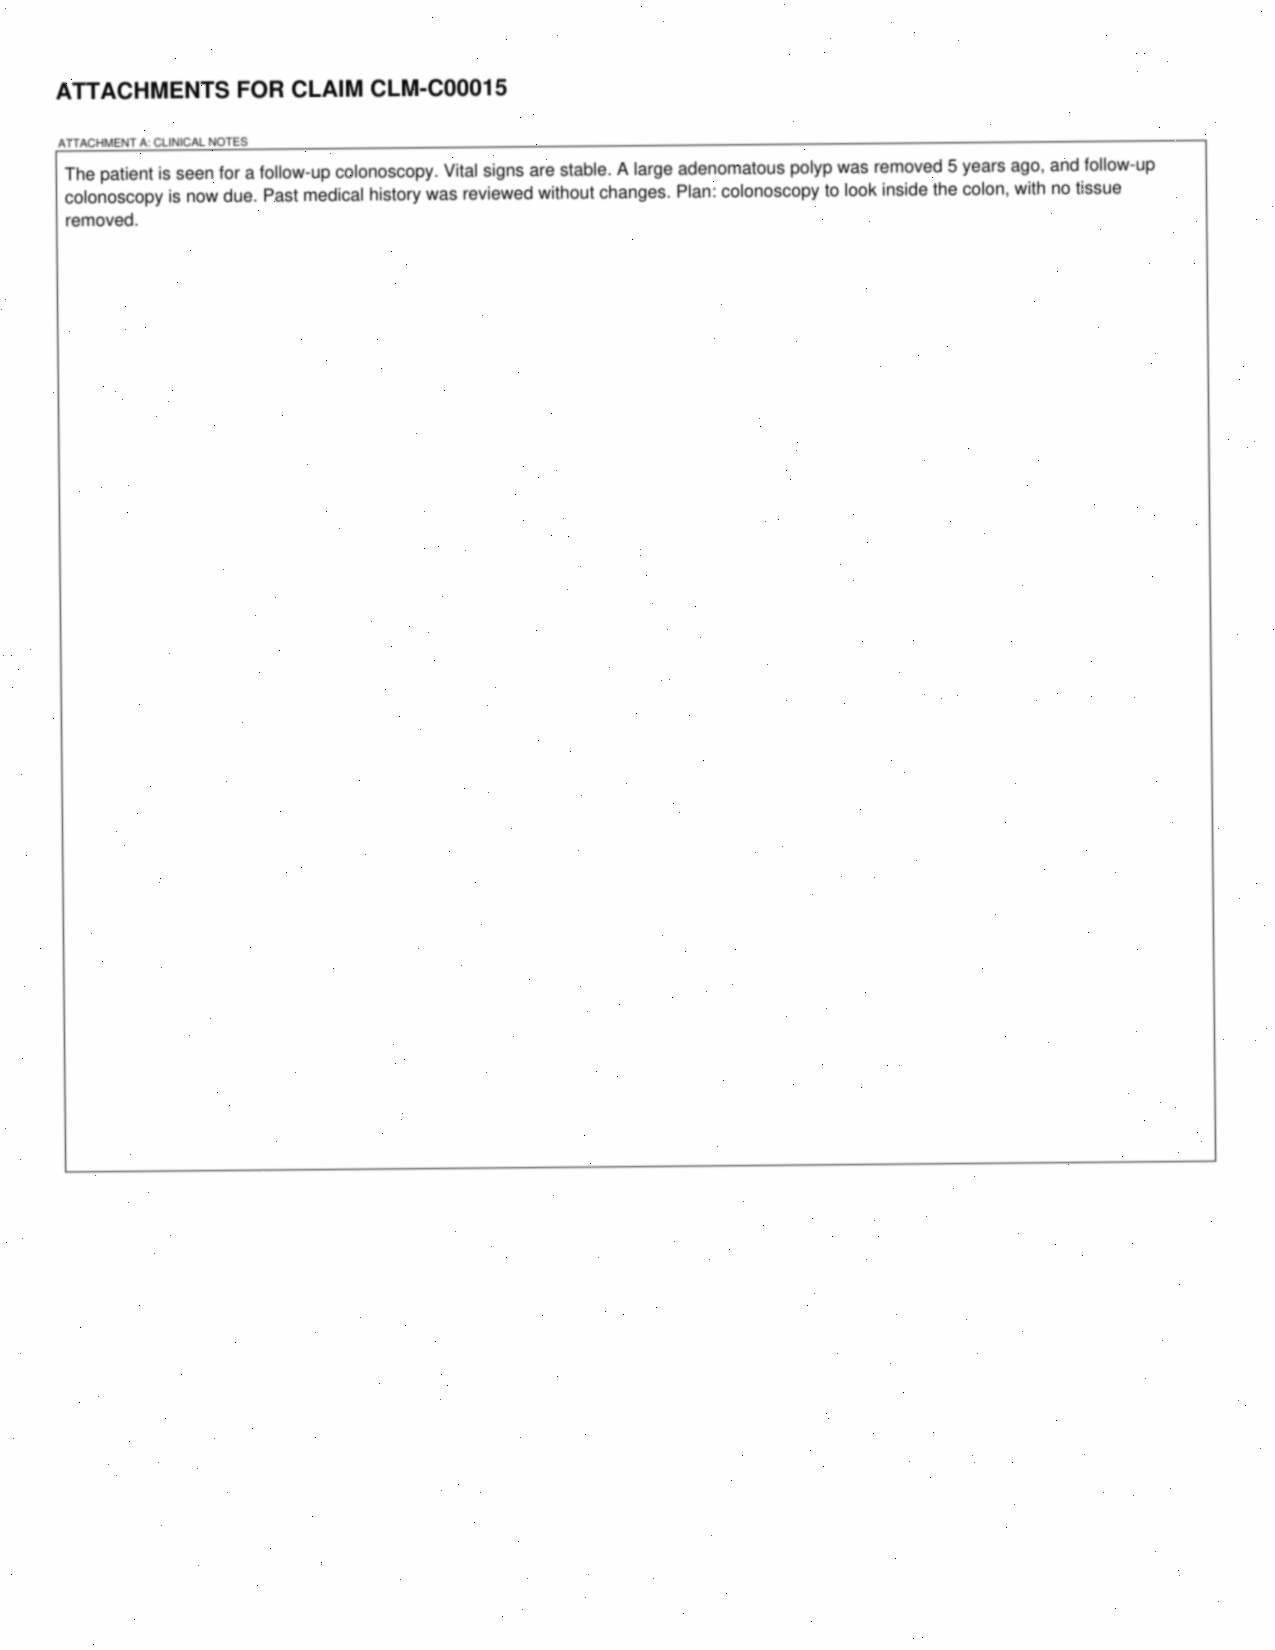 ATTACHMENTS FOR CLAIM CLM-C00015
ATTACHMENT A: CLINICAL NOTES
The patient is seen for a follow-up colonoscopy. Vital signs are stable. A large adenomatous polyp was removed 5 years ago, and follow-up
colonoscopy is now due. Past medical history was reviewed without changes. Plan: colonoscopy to look inside the colon, with no tissue
removed.